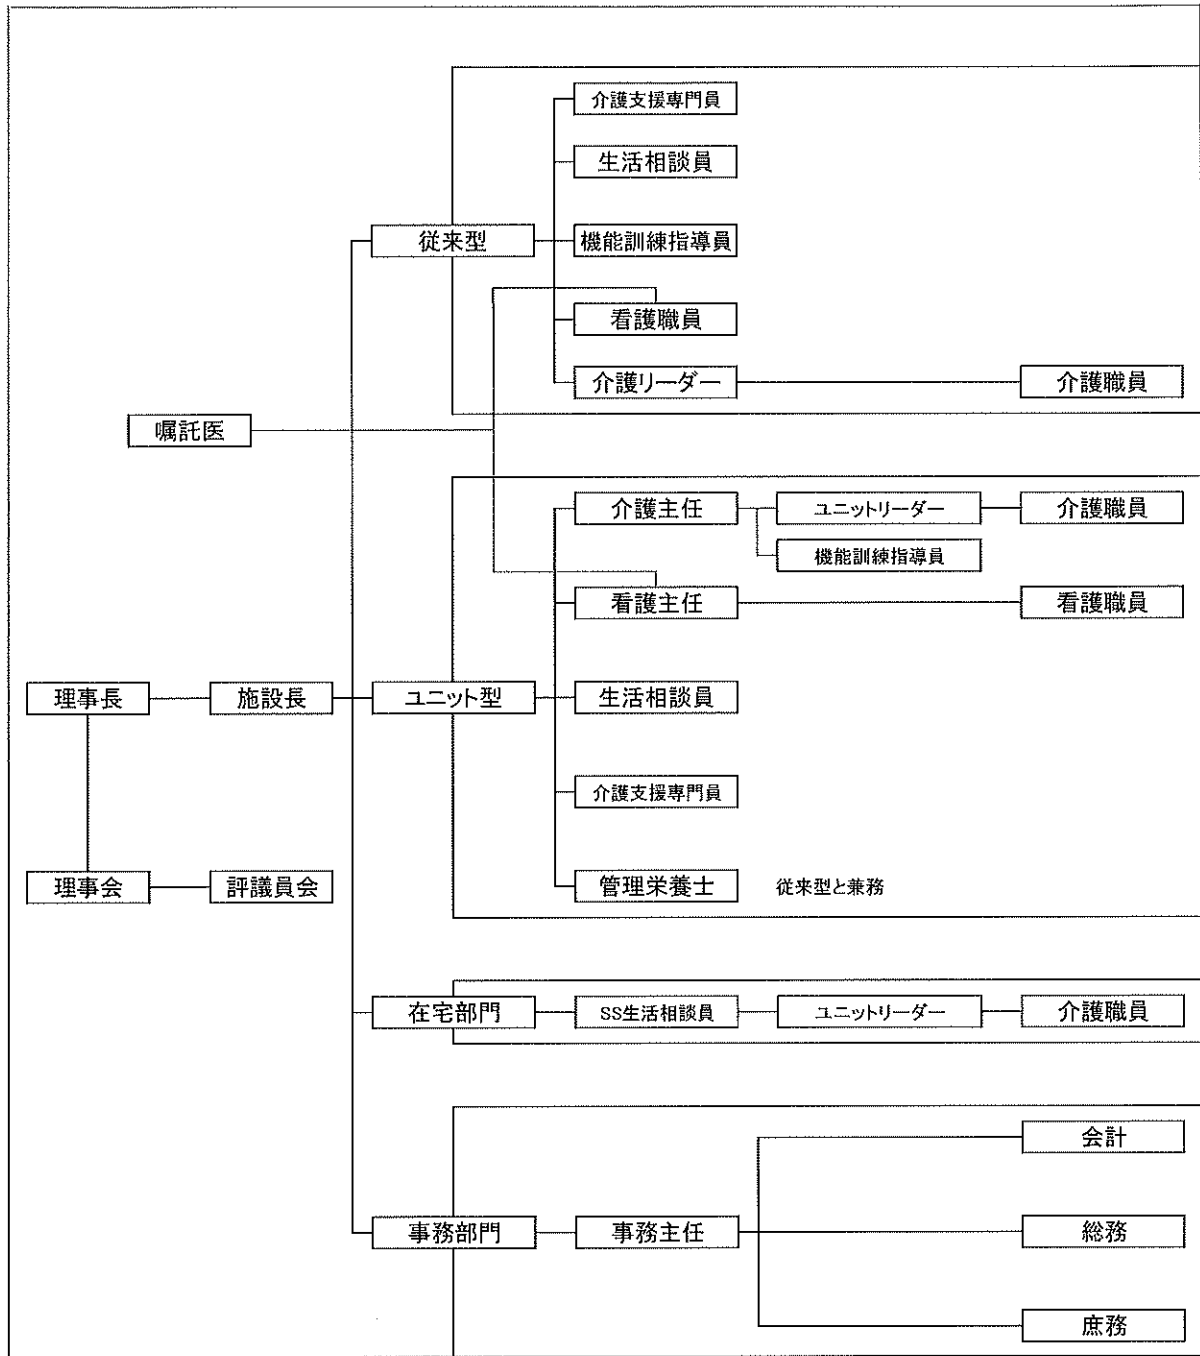 介護支援専門員
生活相談員
従来型
機能訓練指導員
看護職員
介護リーダー
介護職員
嘱託医
介護主任
ユニットリーダー
介護職員
機能訓練指導員
看護主任
看護職員
理事長
施設長
ユニット型
生活相談員
介護支援専門員
理事会
評議員会
管理栄養士
従来型と兼務
在宅部門
SS生活相談員
ユニットリーダー
介護職員
会計
事務部門
事務主任
総務
庶務